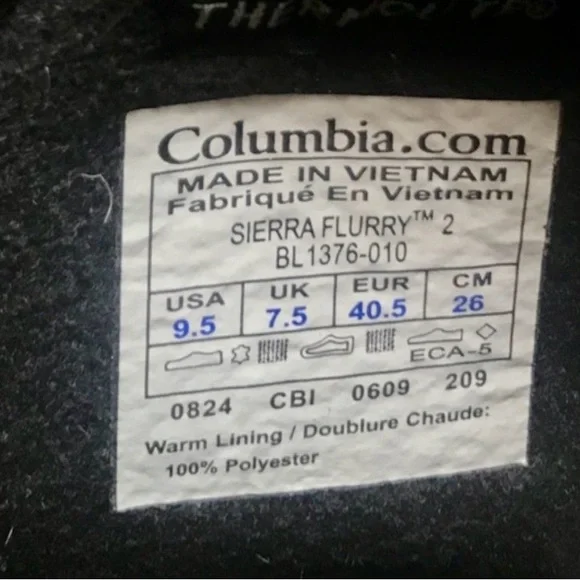 Columbia.com
MADE IN VIETNAM
Fabriqué En Vietnam
SIERRA FLURRY™ 2
BL1376-010
USA UK EUR CM
9.5 7.5 40.5 26
ECA-5
0824 CBI 0609 209
Warm Lining / Doublure Chaude:
100% Polyester